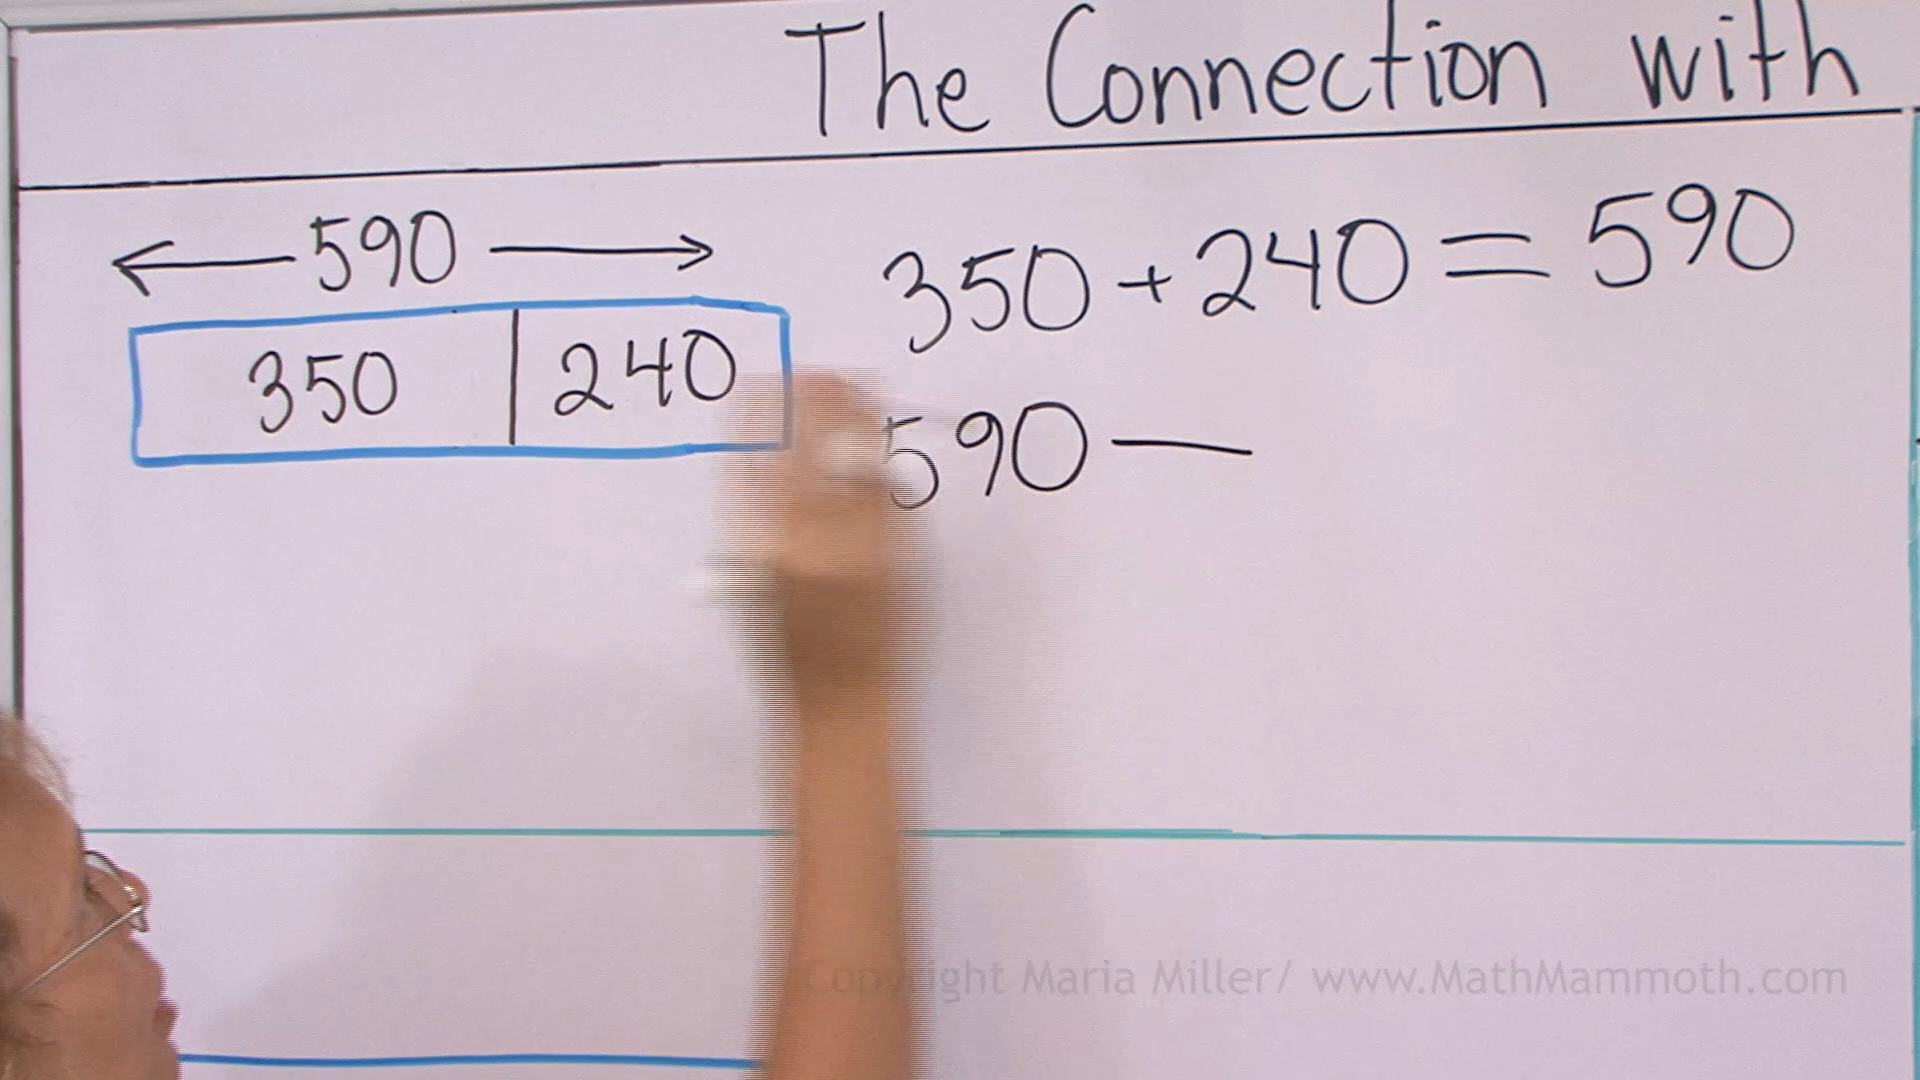 The Connection with
← 590 →
350 | 240
350 + 240 = 590
590 —
Copyright Maria Miller/ www.MathMammoth.com